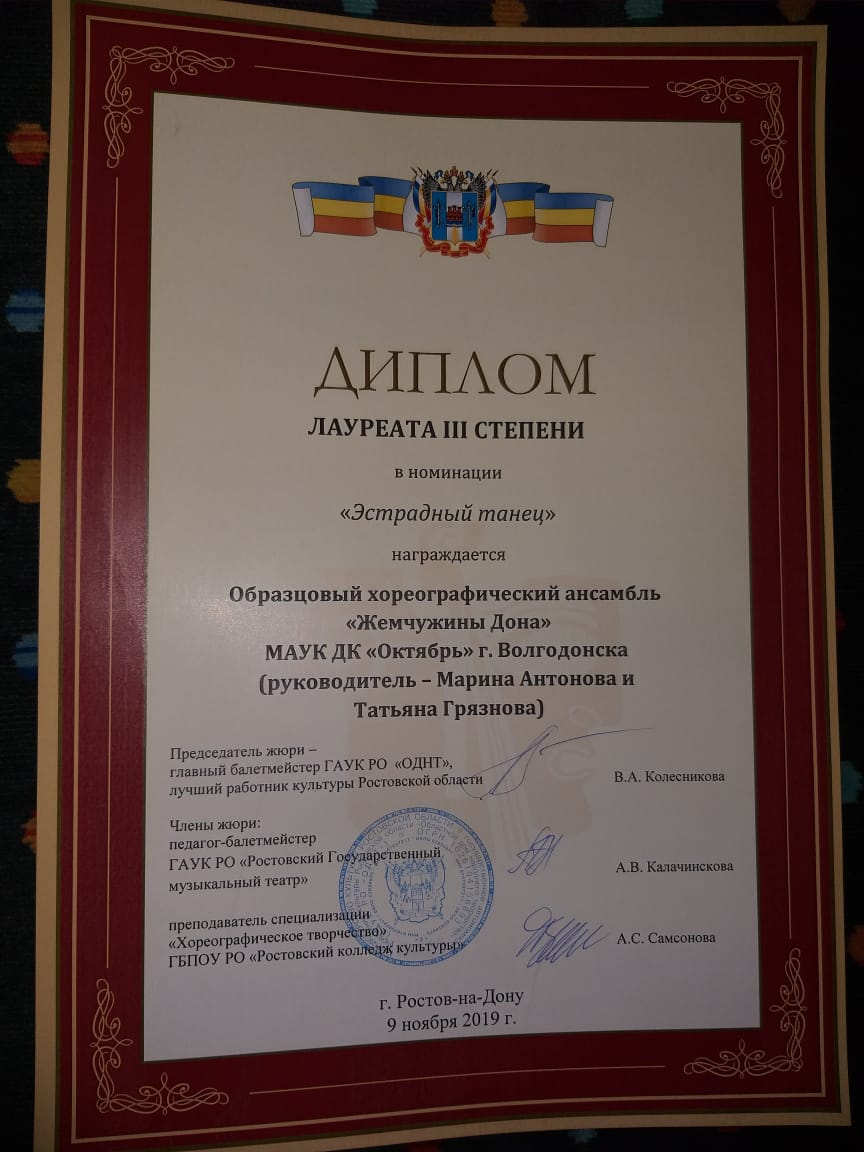 ДИПЛОМ
ЛАУРЕАТА III СТЕПЕНИ
в номинации
«Эстрадный танец»
награждается
Образцовый хореографический ансамбль
«Жемчужины Дона»
МАУК ДК «Октябрь» г. Волгодонска
(руководитель – Марина Антонова и
Татьяна Грязнова)
Председатель жюри –
главный балетмейстер ГАУК РО «ОДНТ»,
лучший работник культуры Ростовской области
В.А. Колесникова
Члены жюри:
педагог-балетмейстер
ГАУК РО «Ростовский Государственный
музыкальный театр»
А.В. Калачинскова
преподаватель специализации
«Хореографическое творчество»
ГБПОУ РО «Ростовский колледж культуры»
А.С. Самсонова
г. Ростов-на-Дону
9 ноября 2019 г.